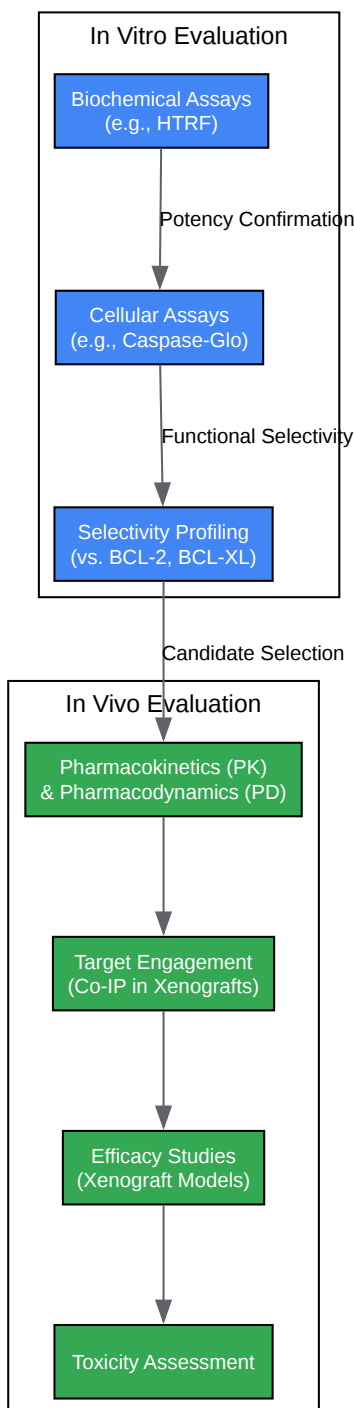 In Vitro Evaluation
Biochemical Assays
(e.g., HTRF)
Potency Confirmation
Cellular Assays
(e.g., Caspase-Glo)
Functional Selectivity
Selectivity Profiling
(vs. BCL-2, BCL-XL)
Candidate Selection
In Vivo Evaluation
Pharmacokinetics (PK)
& Pharmacodynamics (PD)
Target Engagement
(Co-IP in Xenografts)
Efficacy Studies
(Xenograft Models)
Toxicity Assessment